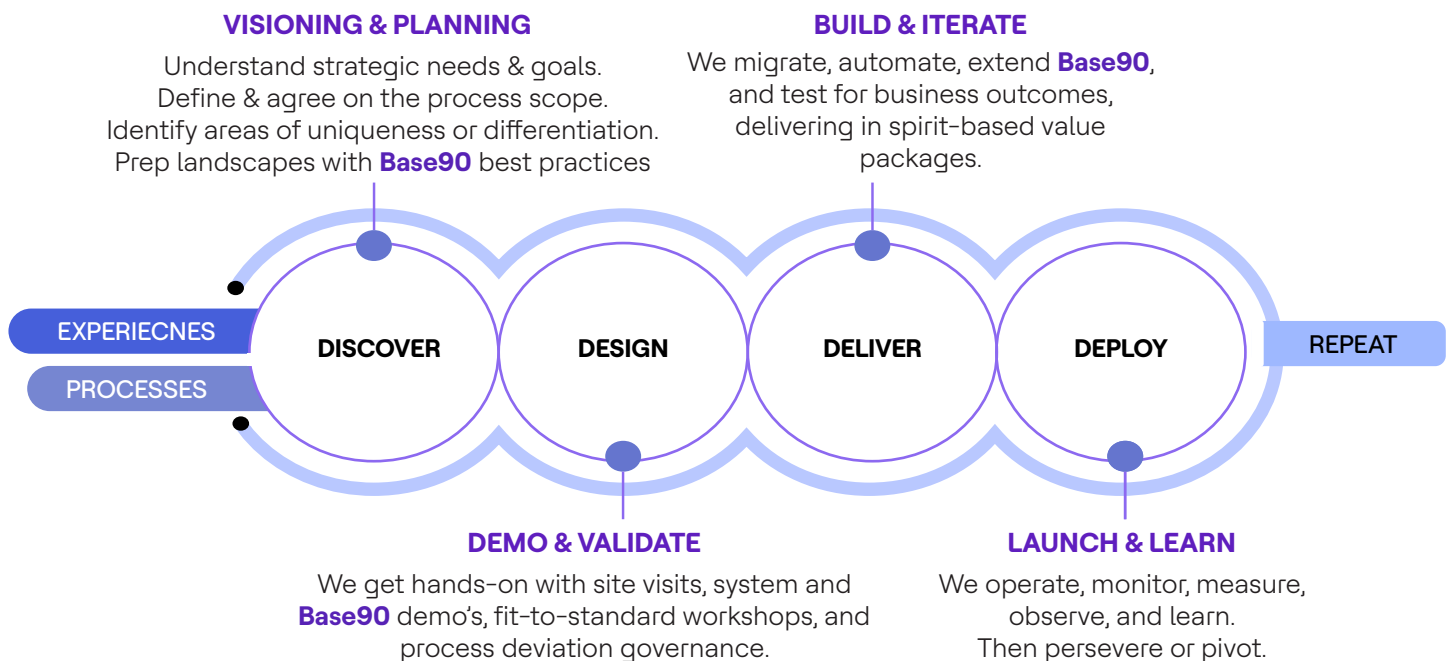 VISIONING & PLANNING
Understand strategic needs & goals.
Define & agree on the process scope.
Identify areas of uniqueness or differentiation.
Prep landscapes with Base90 best practices
BUILD & ITERATE
We migrate, automate, extend Base90,
and test for business outcomes,
delivering in spirit-based value
packages.
EXPERIECNES
PROCESSES
DISCOVER
DESIGN
DELIVER
DEPLOY
REPEAT
DEMO & VALIDATE
We get hands-on with site visits, system and
Base90 demo's, fit-to-standard workshops, and
process deviation governance.
LAUNCH & LEARN
We operate, monitor, measure,
observe, and learn.
Then persevere or pivot.